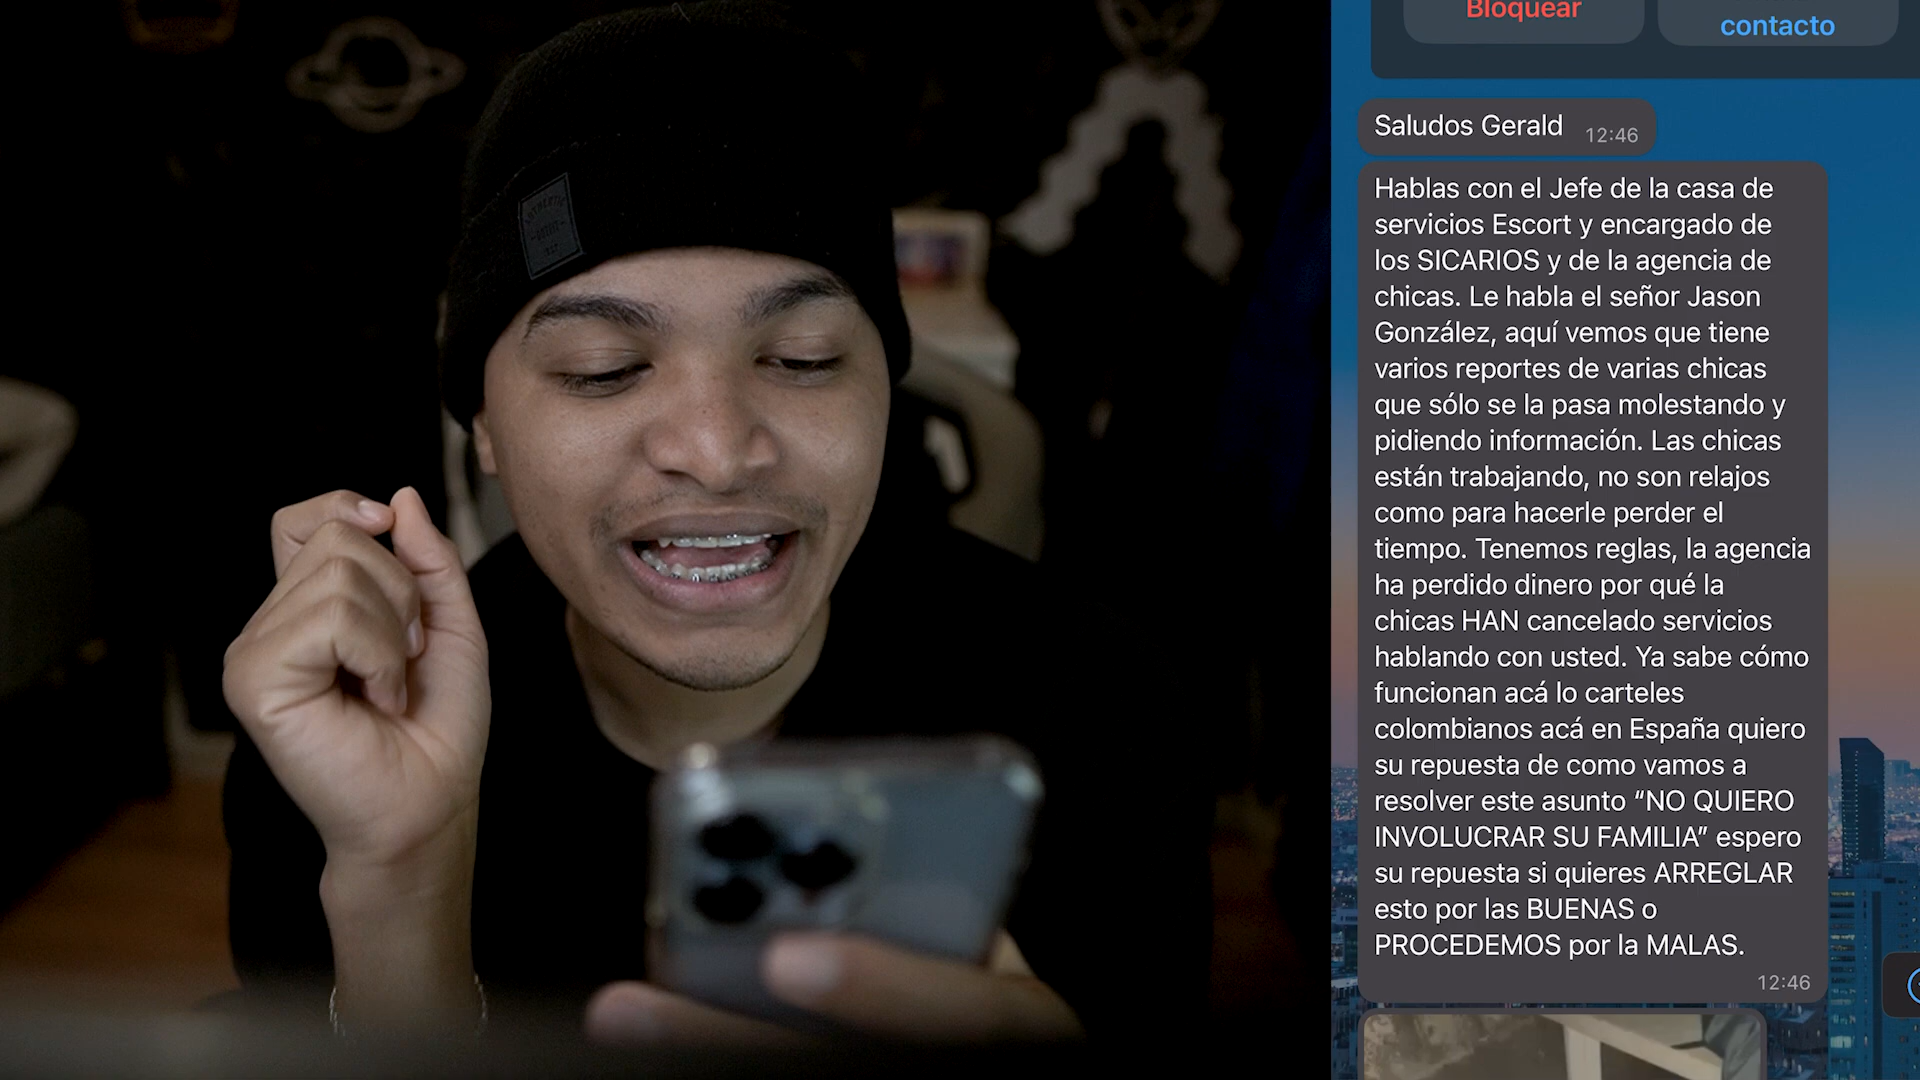 Bloquear
contacto
Saludos Gerald 12:46
Hablas con el Jefe de la casa de
servicios Escort y encargado de
los SICARIOS y de la agencia de
chicas. Le habla el señor Jason
González, aquí vemos que tiene
varios reportes de varias chicas
que sólo se la pasa molestando y
pidiendo información. Las chicas
están trabajando, no son relajos
como para hacerle perder el
tiempo. Tenemos reglas, la agencia
ha perdido dinero por qué la
chicas HAN cancelado servicios
hablando con usted. Ya sabe cómo
funcionan acá lo carteles
colombianos acá en España quiero
su repuesta de como vamos a
resolver este asunto “NO QUIERO
INVOLUCRAR SU FAMILIA” espero
su repuesta si quieres ARREGLAR
esto por las BUENAS o
PROCEDEMOS por la MALAS.
12:46